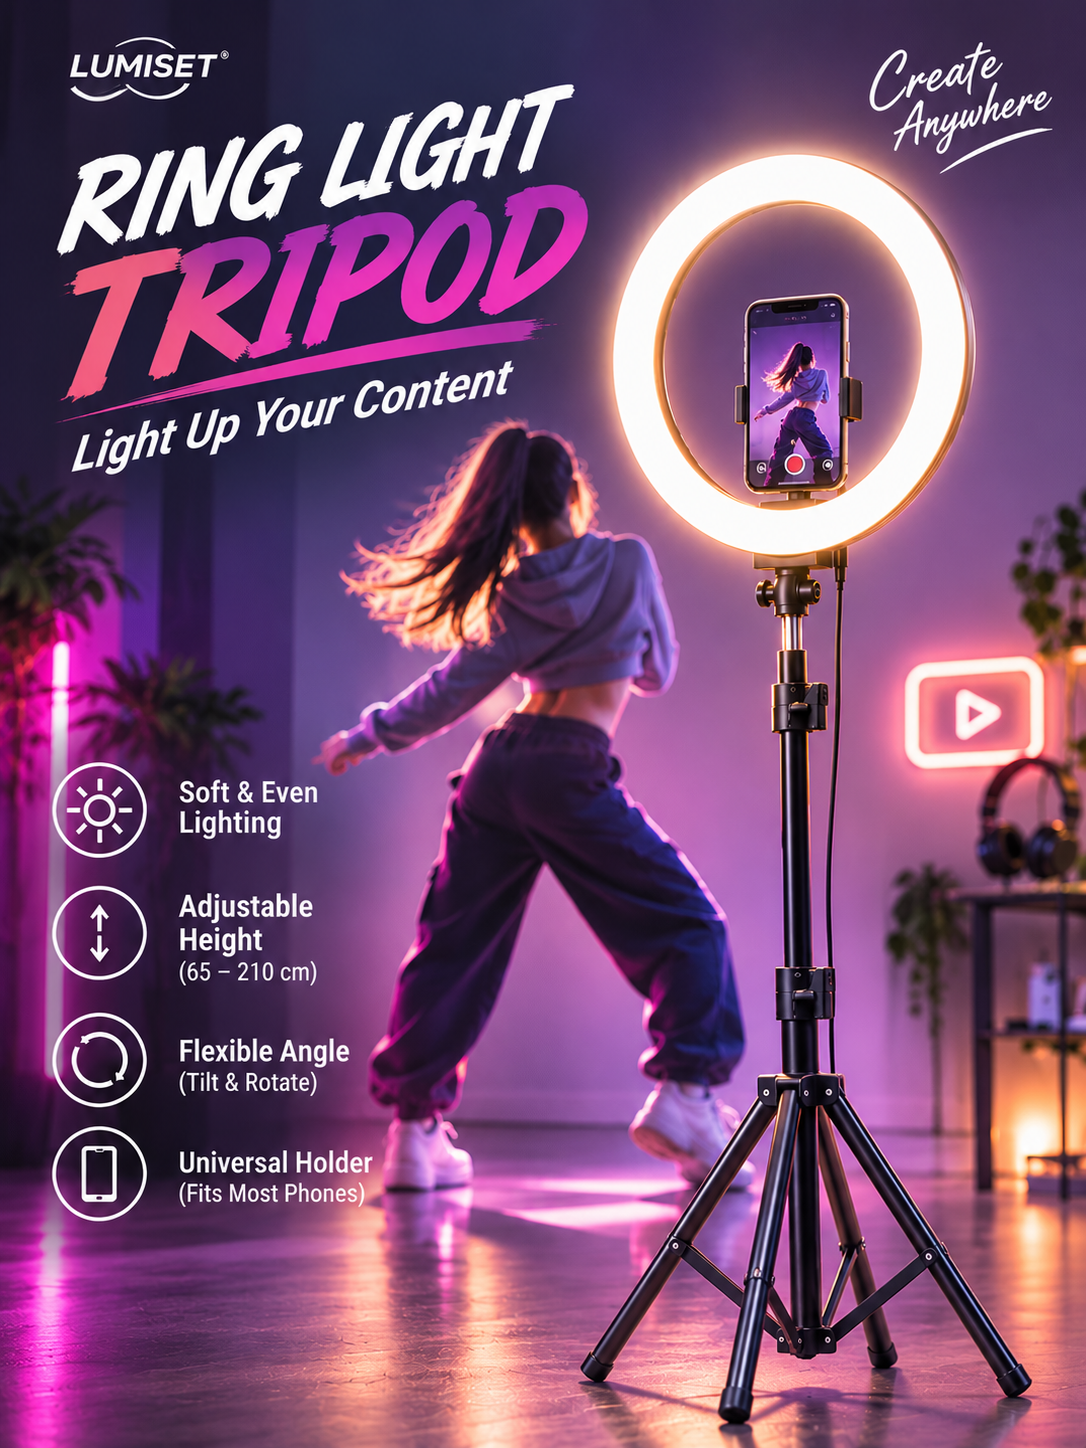 LUMISET®
Create
Anywhere
RING LIGHT
TRIPOD
Light Up Your Content
Soft & Even
Lighting
Adjustable
Height
(65 – 210 cm)
Flexible Angle
(Tilt & Rotate)
Universal Holder
(Fits Most Phones)